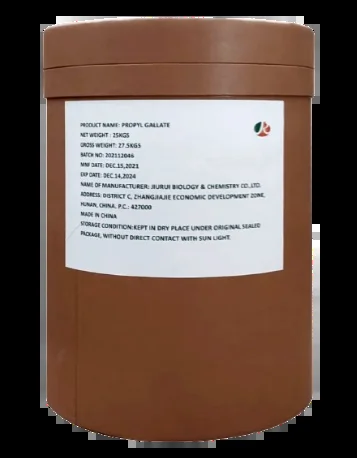 PRODUCT NAME: PROPYL GALLATE
NET WEIGHT : 25KGS
GROSS WEIGHT: 27.5KGS
BATCH NO: 202112046
MNF DATE: DEC.15,2021
EXP DATE: DEC.14,2024
NAME OF MANUFACTURER: JIURUI BIOLOGY & CHEMISTRY CO.,LTD.
ADDRESS: DISTRICT C, ZHANGJIAJIE ECONOMIC DEVELOPMENT ZONE,
HUNAN, CHINA. P.C.: 427000
MADE IN CHINA
STORAGE CONDITION:KEPT IN DRY PLACE UNDER ORIGINAL SEALED
PACKAGE, WITHOUT DIRECT CONTACT WITH SUN LIGHT.